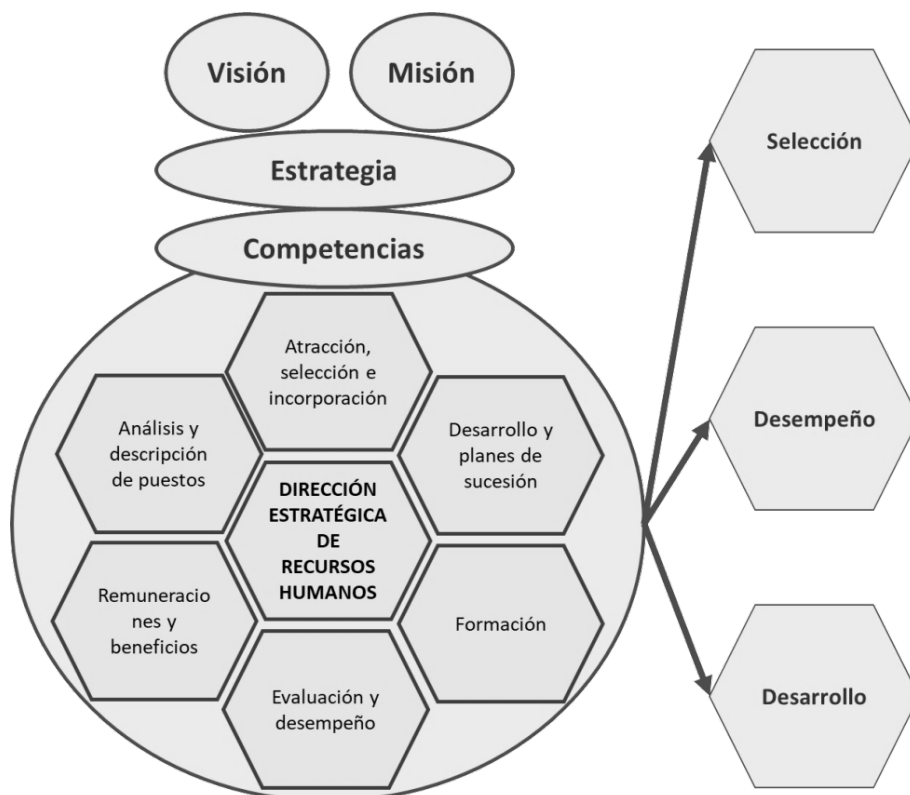 Visión
Misión
Estrategia
Competencias
Atracción,
selección e
incorporación
Análisis y
descripción
de puestos
Desarrollo y
planes de
sucesión
DIRECCIÓN
ESTRATÉGICA
DE
RECURSOS
HUMANOS
Remuneracio
nes y
beneficios
Formación
Evaluación y
desempeño
Selección
Desempeño
Desarrollo